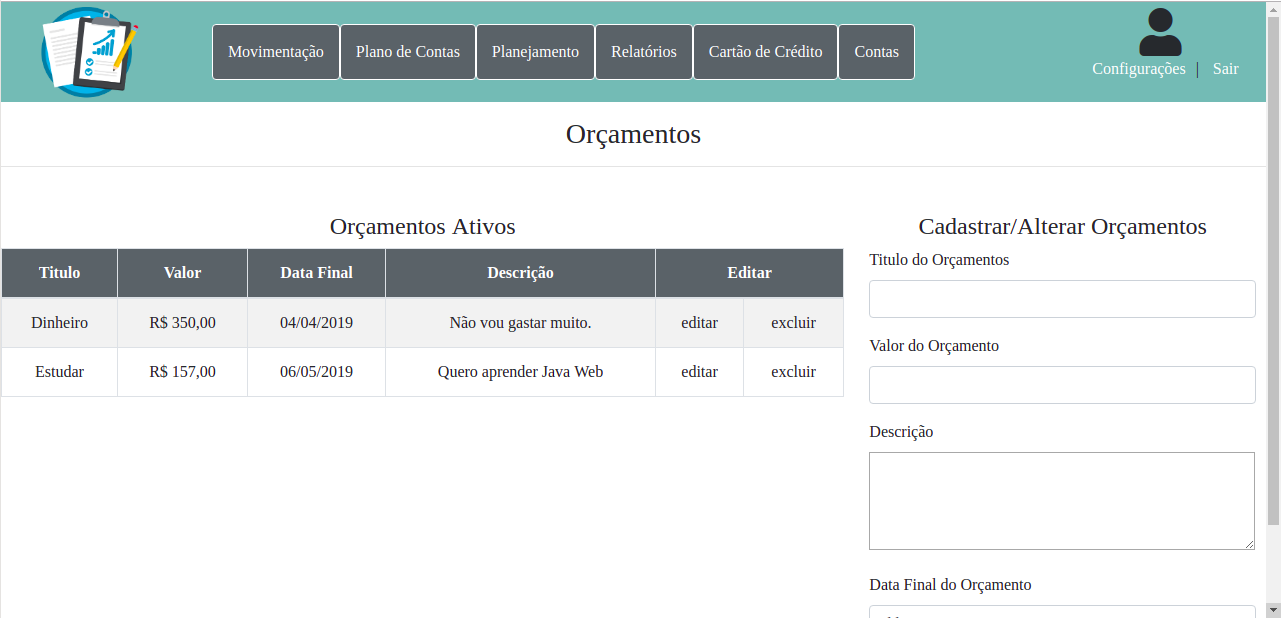 Movimentação Plano de Contas Planejamento Relatórios Cartão de Crédito Contas
Configurações | Sair
Orçamentos
Orçamentos Ativos
Titulo Valor Data Final Descrição Editar
Dinheiro R$ 350,00 04/04/2019 Não vou gastar muito. editar excluir
Estudar R$ 157,00 06/05/2019 Quero aprender Java Web editar excluir
Cadastrar/Alterar Orçamentos
Titulo do Orçamentos
Valor do Orçamento
Descrição
Data Final do Orçamento